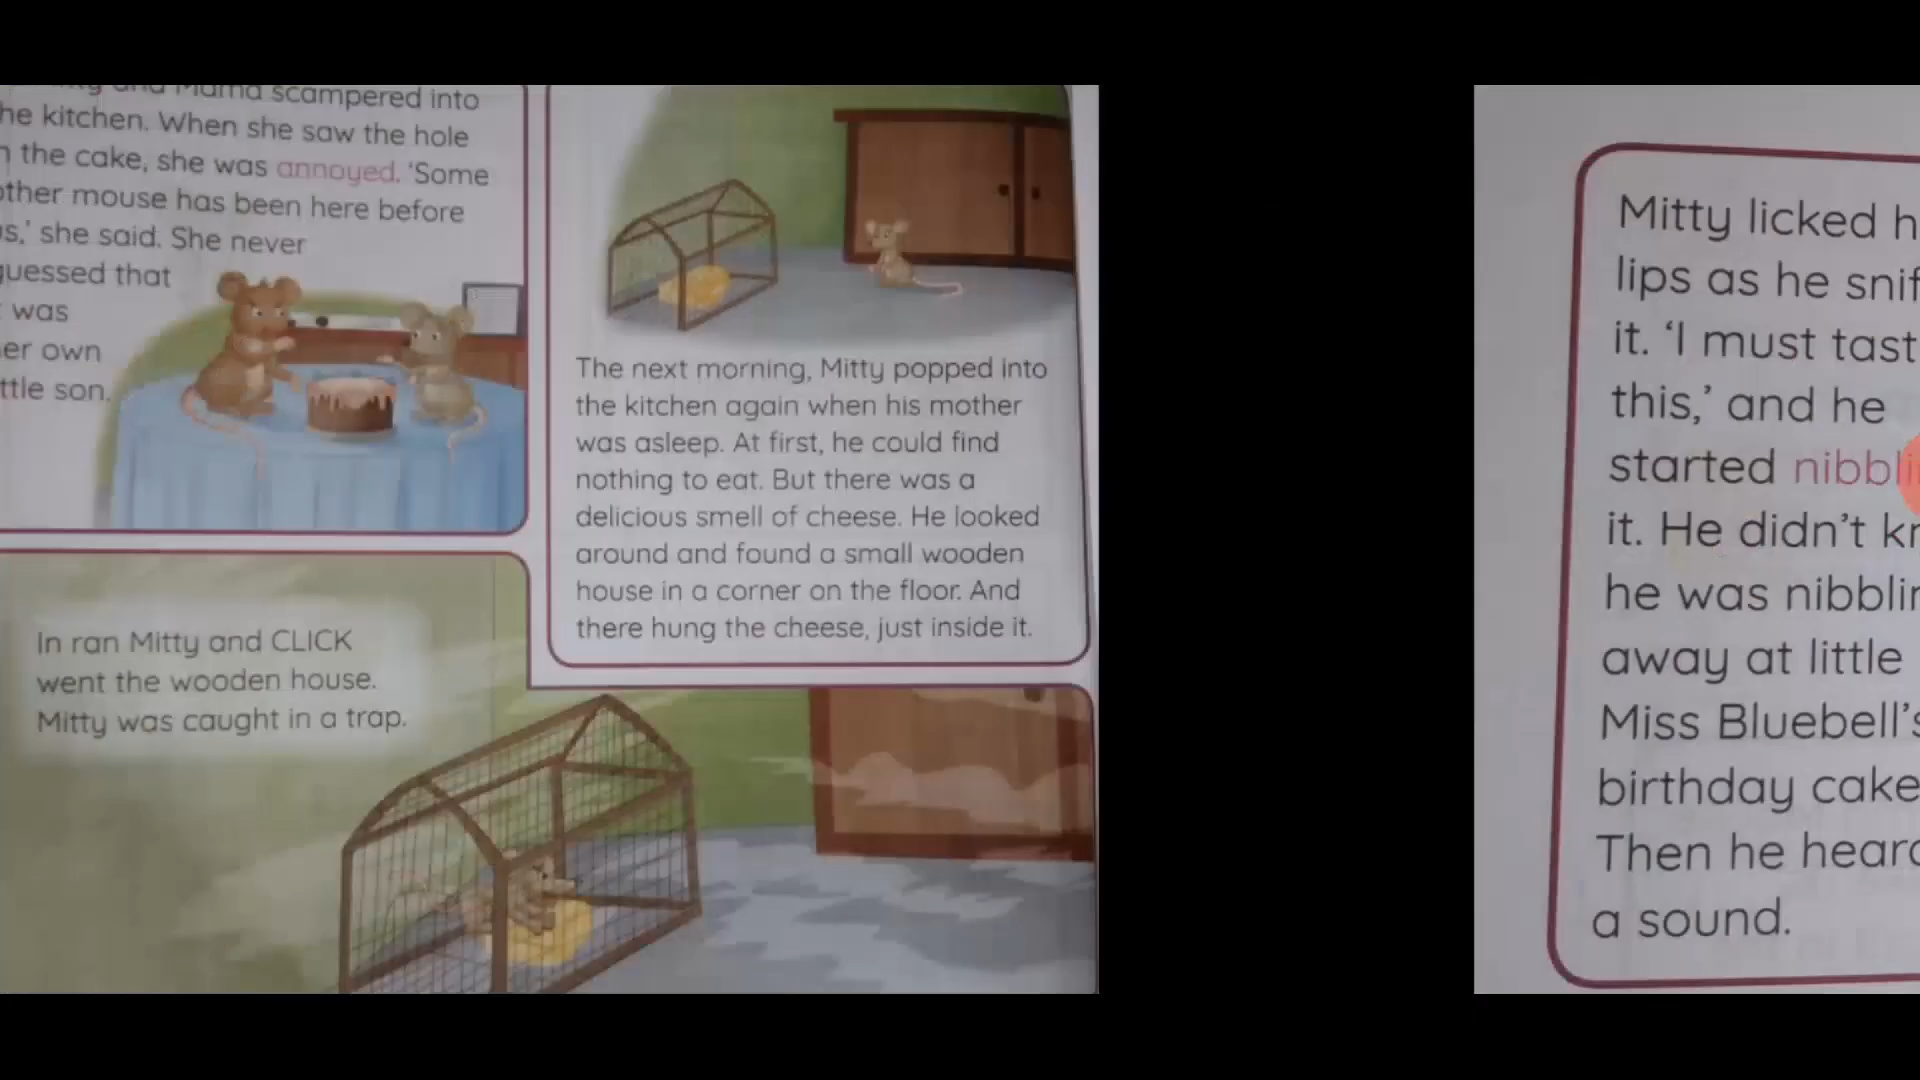 and Mama scampered into
he kitchen. When she saw the hole
n the cake, she was annoyed. ‘Some
other mouse has been here before
s,’ she said. She never
guessed that
was
er own
ttle son.
The next morning, Mitty popped into
the kitchen again when his mother
was asleep. At first, he could find
nothing to eat. But there was a
delicious smell of cheese. He looked
around and found a small wooden
house in a corner on the floor. And
there hung the cheese, just inside it.
In ran Mitty and CLICK
went the wooden house.
Mitty was caught in a trap.
Mitty licked h
lips as he snif
it. ‘I must tast
this,’ and he
started nibbli
it. He didn’t kn
he was nibblin
away at little
Miss Bluebell’s
birthday cake
Then he heard
a sound.